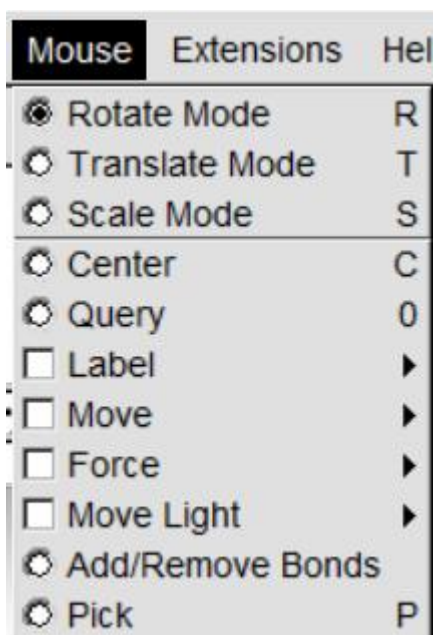 Mouse Extensions Hel
Rotate Mode R
Translate Mode T
Scale Mode S
Center C
Query 0
Label
Move
Force
Move Light
Add/Remove Bonds
Pick P